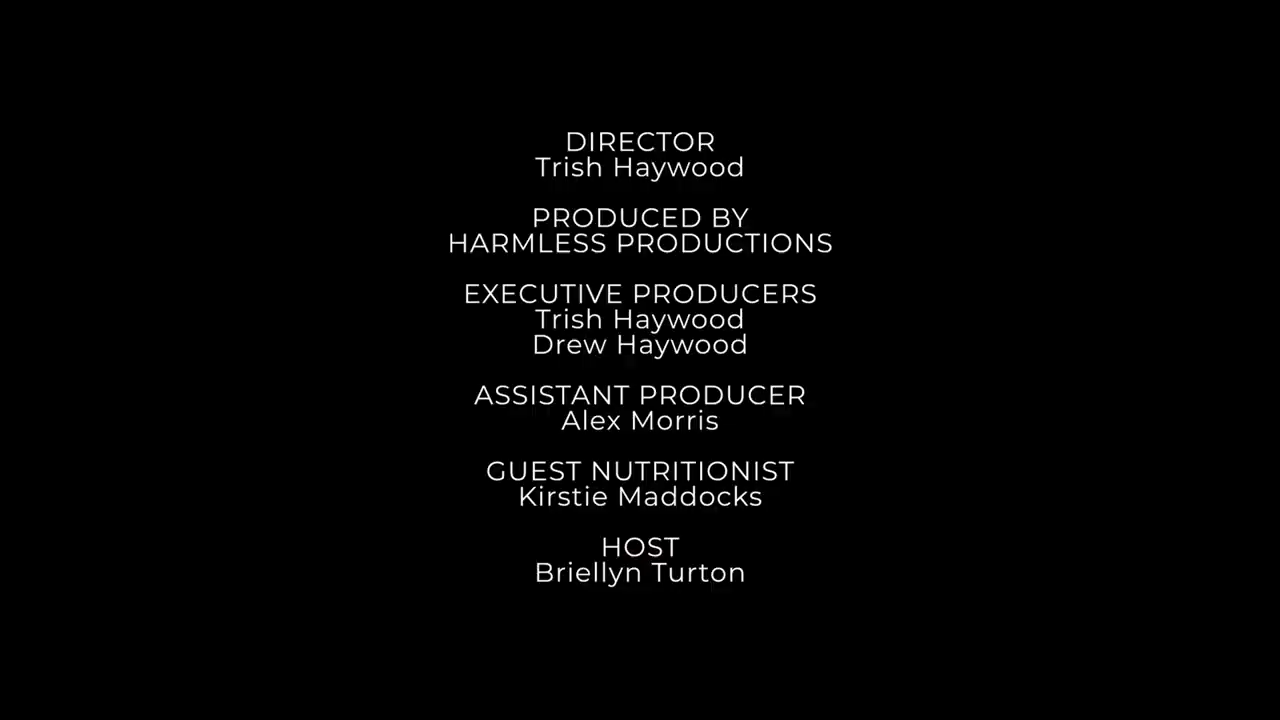 DIRECTOR
Trish Haywood
PRODUCED BY
HARMLESS PRODUCTIONS
EXECUTIVE PRODUCERS
Trish Haywood
Drew Haywood
ASSISTANT PRODUCER
Alex Morris
GUEST NUTRITIONIST
Kirstie Maddocks
HOST
Briellyn Turton